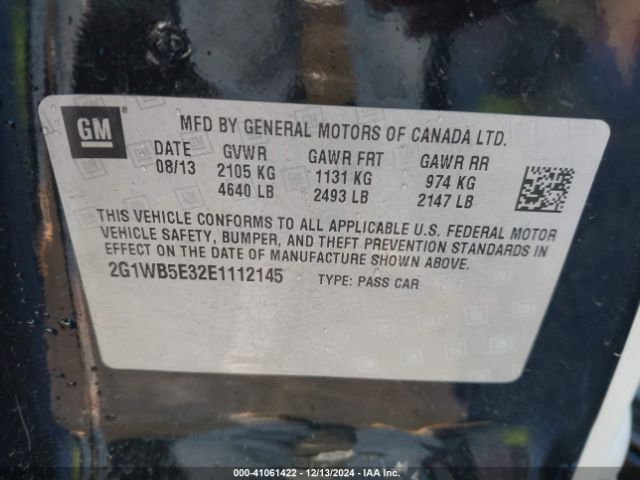 GM ®
MFD BY GENERAL MOTORS OF CANADA LTD.
DATE GVWR GAWR FRT GAWR RR
08/13 2105 KG 1131 KG 974 KG
4640 LB 2493 LB 2147 LB
THIS VEHICLE CONFORMS TO ALL APPLICABLE U.S. FEDERAL MOTOR
VEHICLE SAFETY, BUMPER, AND THEFT PREVENTION STANDARDS IN
EFFECT ON THE DATE OF MANUFACTURE SHOWN ABOVE.
2G1WB5E32E1112145 TYPE: PASS CAR
000-41061422 - 12/13/2024 - IAA Inc.